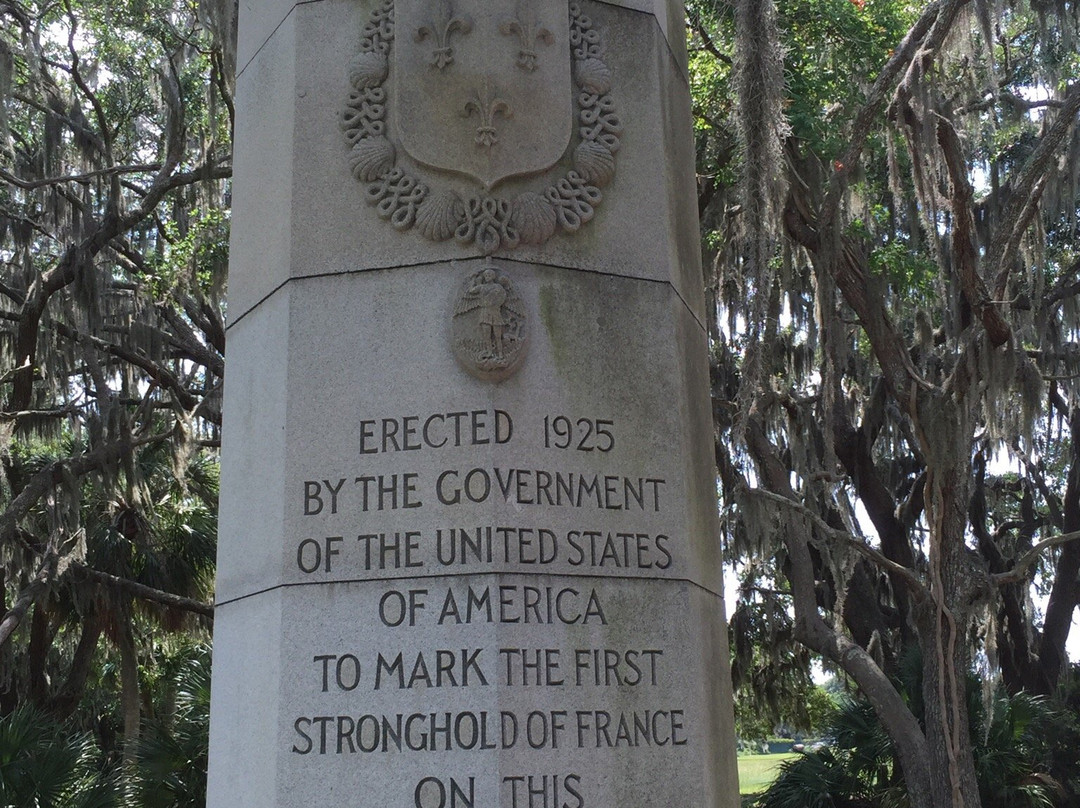 ERECTED 1925
BY THE GOVERNMENT
OF THE UNITED STATES
OF AMERICA
TO MARK THE FIRST
STRONGHOLD OF FRANCE
ON THIS